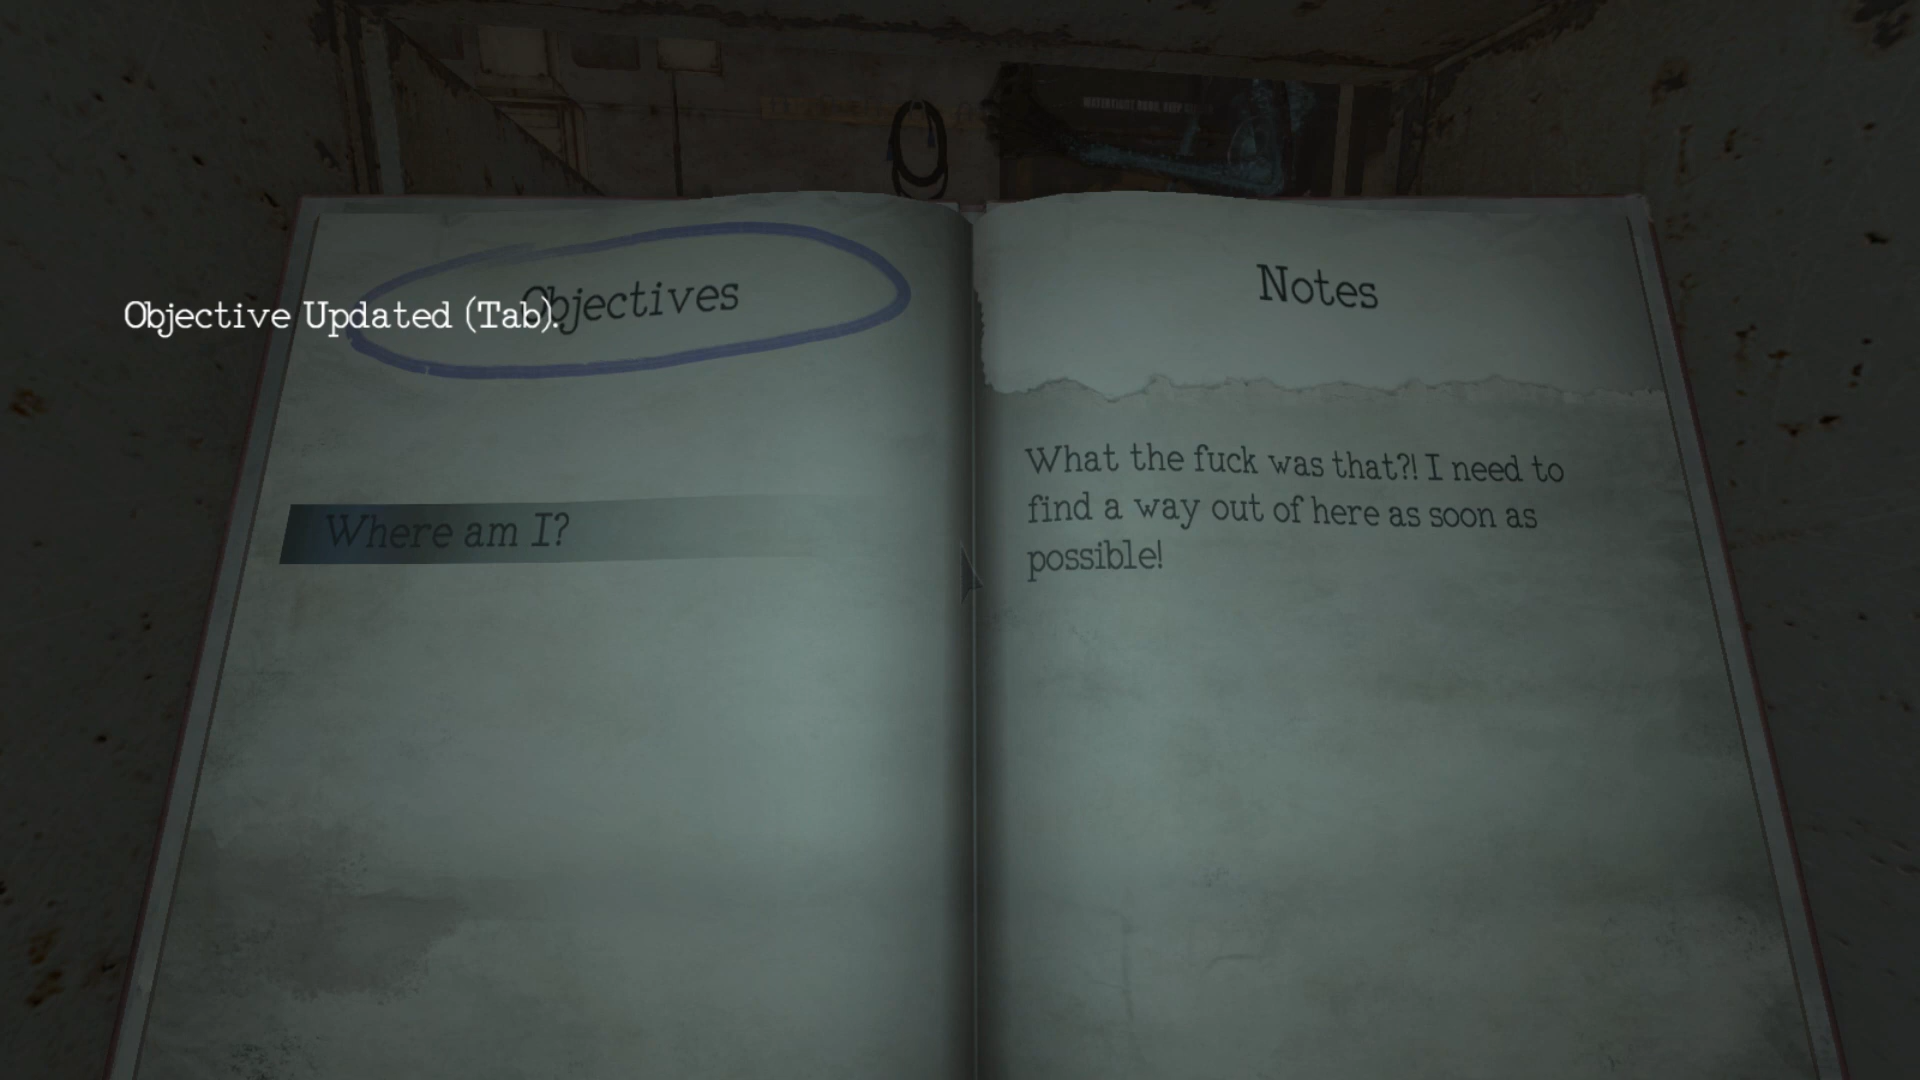 Objectives
Objective Updated (Tab).
Where am I?
Notes
What the fuck was that?! I need to
find a way out of here as soon as
possible!